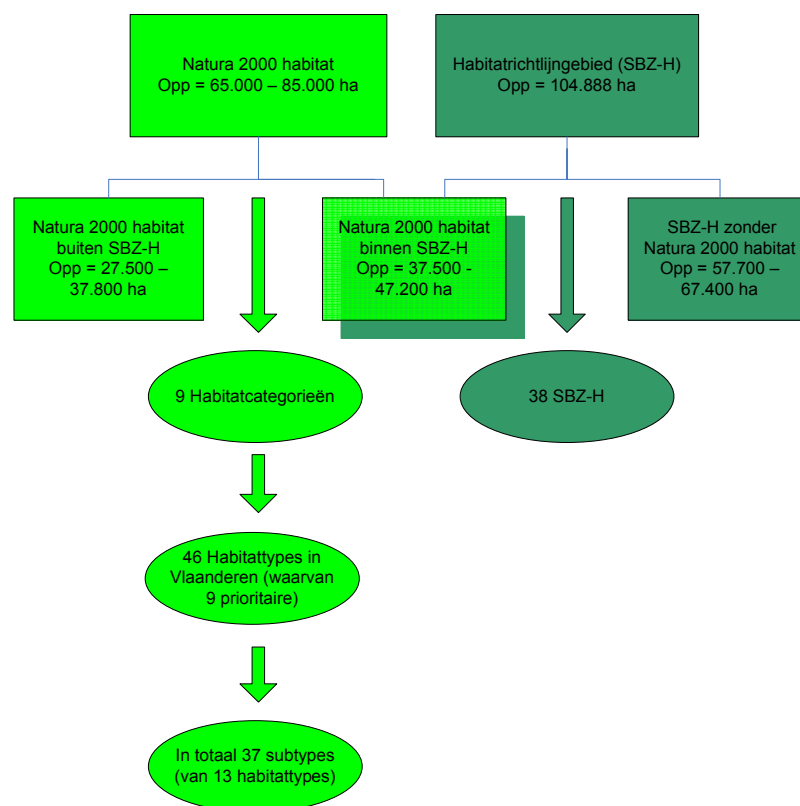 Natura 2000 habitat
Opp = 65.000 – 85.000 ha
Habitatrichtlijngebied (SBZ-H)
Opp = 104.888 ha
Natura 2000 habitat
buiten SBZ-H
Opp = 27.500 –
37.800 ha
Natura 2000 habitat
binnen SBZ-H
Opp = 37.500 -
47.200 ha
SBZ-H zonder
Natura 2000 habitat
Opp = 57.700 –
67.400 ha
9 Habitatcategorieën
38 SBZ-H
46 Habitattypes in
Vlaanderen (waarvan
9 prioritaire)
In totaal 37 subtypes
(van 13 habitattypes)